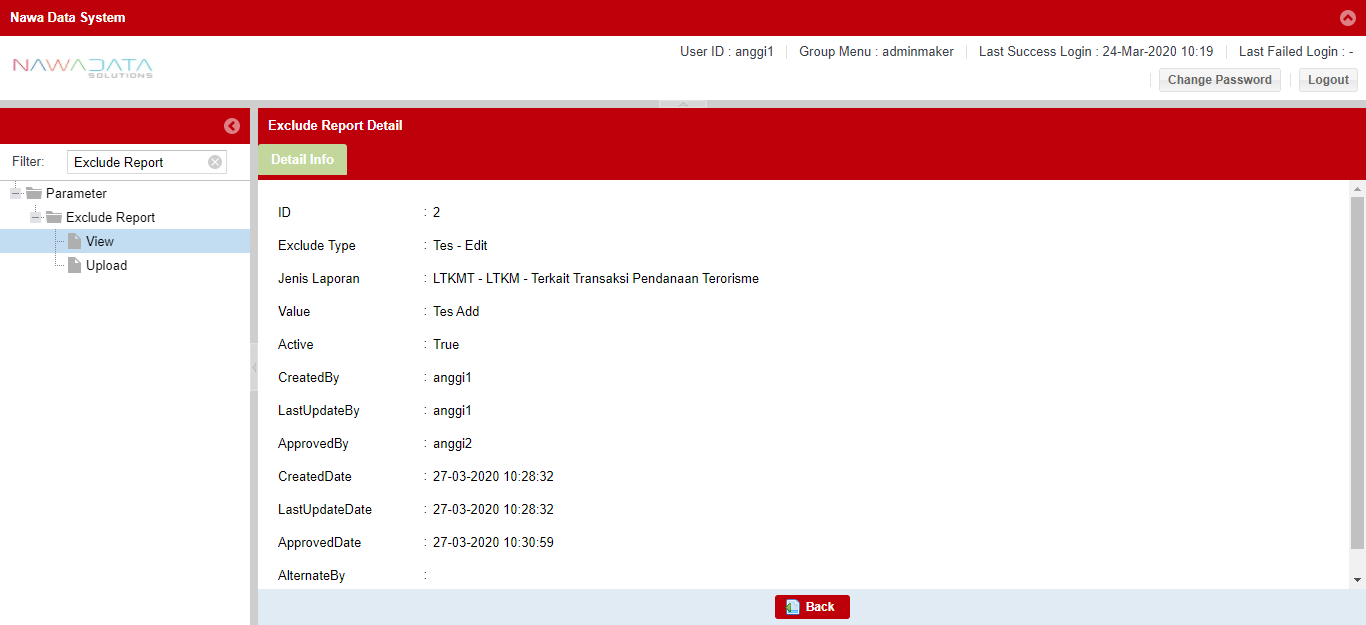 Nawa Data System
NAWADATA
SOLUTIONS
User ID : anggi1 Group Menu : adminmaker Last Success Login : 24-Mar-2020 10:19 Last Failed Login : -
Change Password Logout
Filter: Exclude Report
Parameter
Exclude Report
View
Upload
Exclude Report Detail
Detail Info
ID : 2
Exclude Type : Tes - Edit
Jenis Laporan : LTKMT - LTKM - Terkait Transaksi Pendanaan Terorisme
Value : Tes Add
Active : True
CreatedBy : anggi1
LastUpdateBy : anggi1
ApprovedBy : anggi2
CreatedDate : 27-03-2020 10:28:32
LastUpdateDate : 27-03-2020 10:28:32
ApprovedDate : 27-03-2020 10:30:59
AlternateBy :
Back